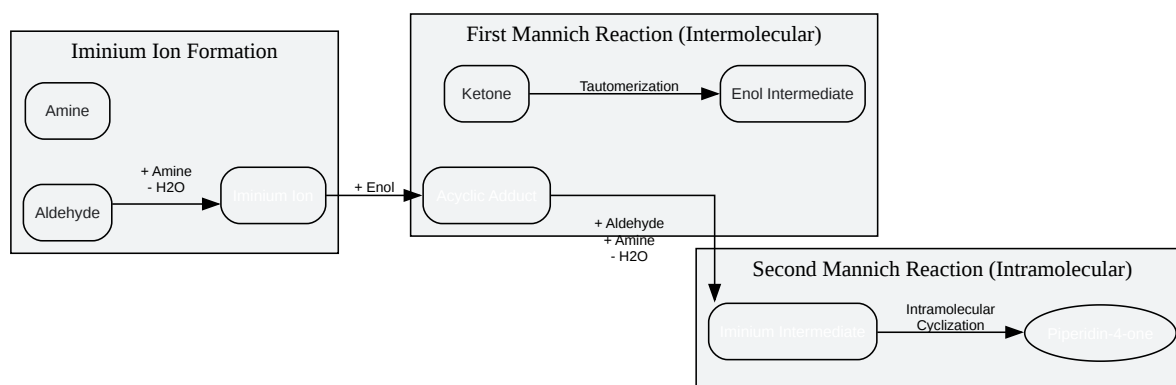 Iminium Ion Formation
Amine
Aldehyde
+ Amine
- H2O
Iminium Ion
+ Enol
First Mannich Reaction (Intermolecular)
Ketone
Tautomerization
Enol Intermediate
Acyclic Adduct
+ Aldehyde
+ Amine
- H2O
Second Mannich Reaction (Intramolecular)
Iminium Intermediate
Intramolecular
Cyclization
Piperidin-4-one